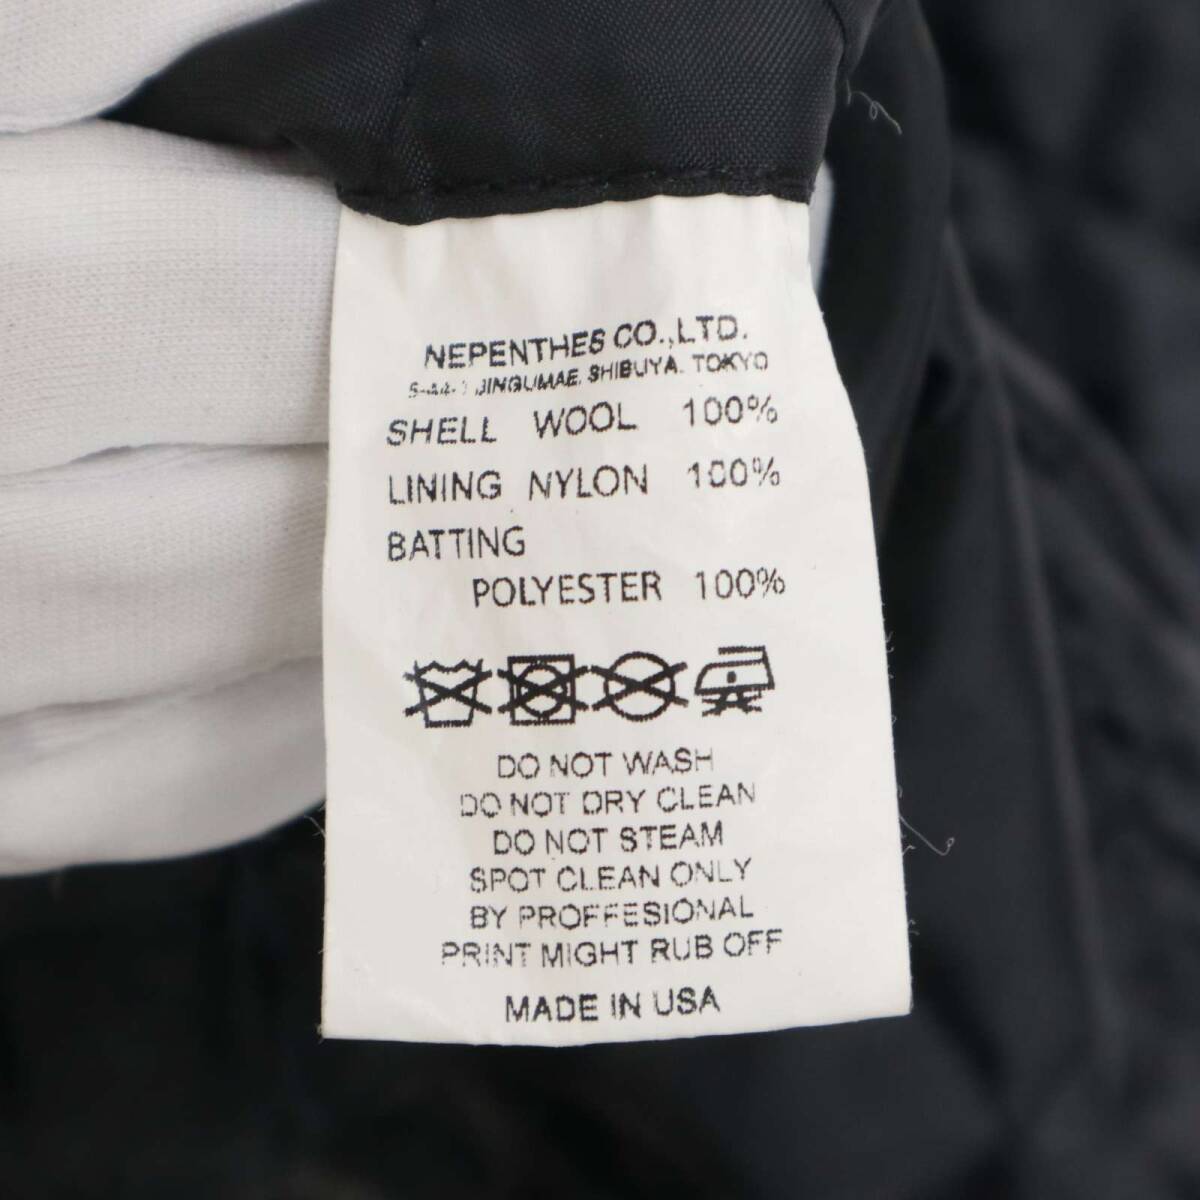 NEPENTHES CO.,LTD.
JINGUMAE, SHIBUYA, TOKYO
SHELL WOOL 100%
LINING NYLON 100%
BATTING
POLYESTER 100%
DO NOT WASH
DO NOT DRY CLEAN
DO NOT STEAM
SPOT CLEAN ONLY
BY PROFFESIONAL
PRINT MIGHT RUB OFF
MADE IN USA